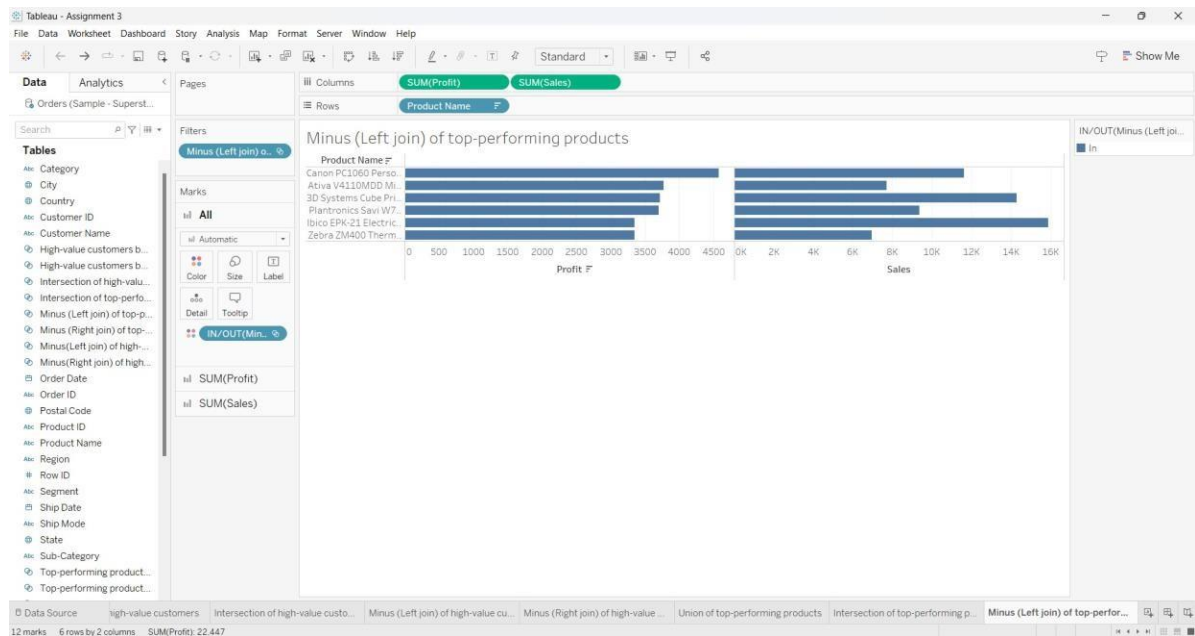 Tableau - Assignment 3
File Data Worksheet Dashboard Story Analysis Map Format Server Window Help
Standard
Show Me
Data Analytics
Orders (Sample - Superst...
Search
Tables
Abc Category
City
Country
Abc Customer ID
Abc Customer Name
High-value customers b...
High-value customers b...
Intersection of high-valu...
Intersection of top-perfo...
Minus (Left join) of top-p...
Minus (Right join) of top-...
Minus(Left join) of high-...
Minus(Right join) of high...
Order Date
Abc Order ID
Postal Code
Abc Product ID
Abc Product Name
Abc Region
# Row ID
Abc Segment
Ship Date
Abc Ship Mode
State
Abc Sub-Category
Top-performing product...
Top-performing product...
Pages
Filters
Minus (Left join) o..
Marks
All
Automatic
Color Size Label
Detail Tooltip
IN/OUT(Min..
SUM(Profit)
SUM(Sales)
Columns SUM(Profit) SUM(Sales)
Rows Product Name
Minus (Left join) of top-performing products
Product Name
Canon PC1060 Perso..
Ativa V4110MDD Mi..
3D Systems Cube Pri..
Plantronics Savi W7..
Ibico EPK-21 Electric..
Zebra ZM400 Therm..
0 500 1000 1500 2000 2500 3000 3500 4000 4500 0K 2K 4K 6K 8K 10K 12K 14K 16K
Profit Sales
IN/OUT(Minus (Left joi...
In
Data Source igh-value customers Intersection of high-value custo... Minus (Left join) of high-value cu... Minus (Right join) of high-value ... Union of top-performing products Intersection of top-performing p... Minus (Left join) of top-perfor...
12 marks 6 rows by 2 columns SUM(Profit): 22,447